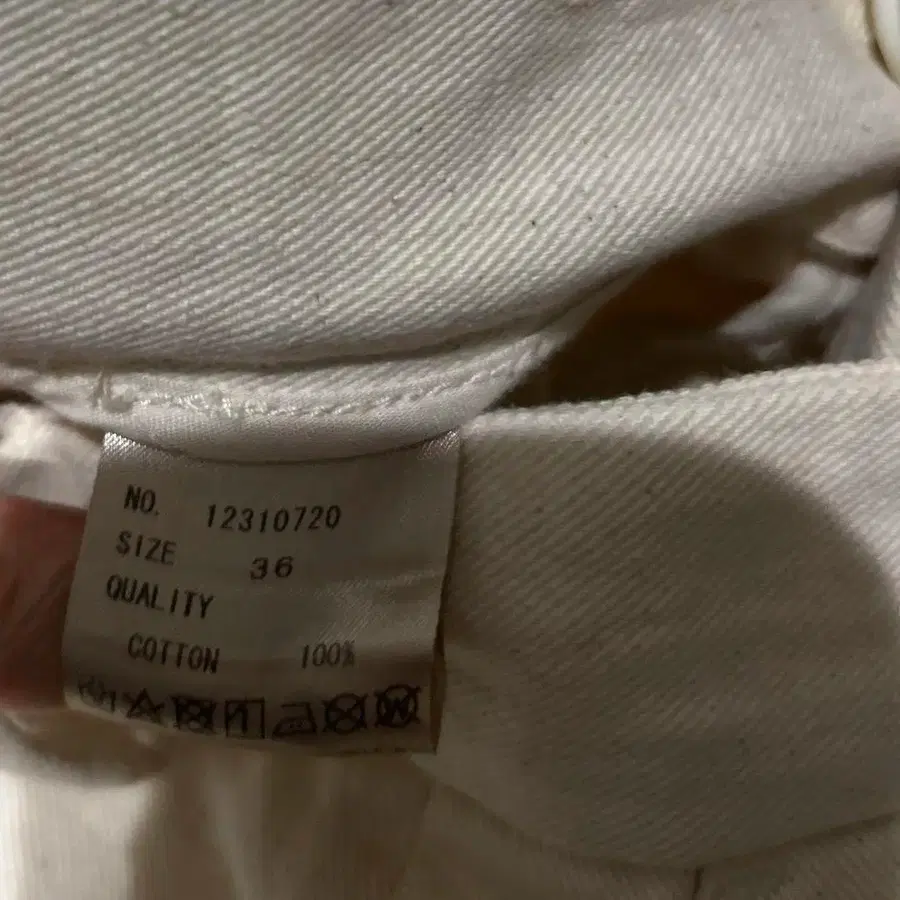 NO. 12310720
SIZE 36
QUALITY
COTTON 100%